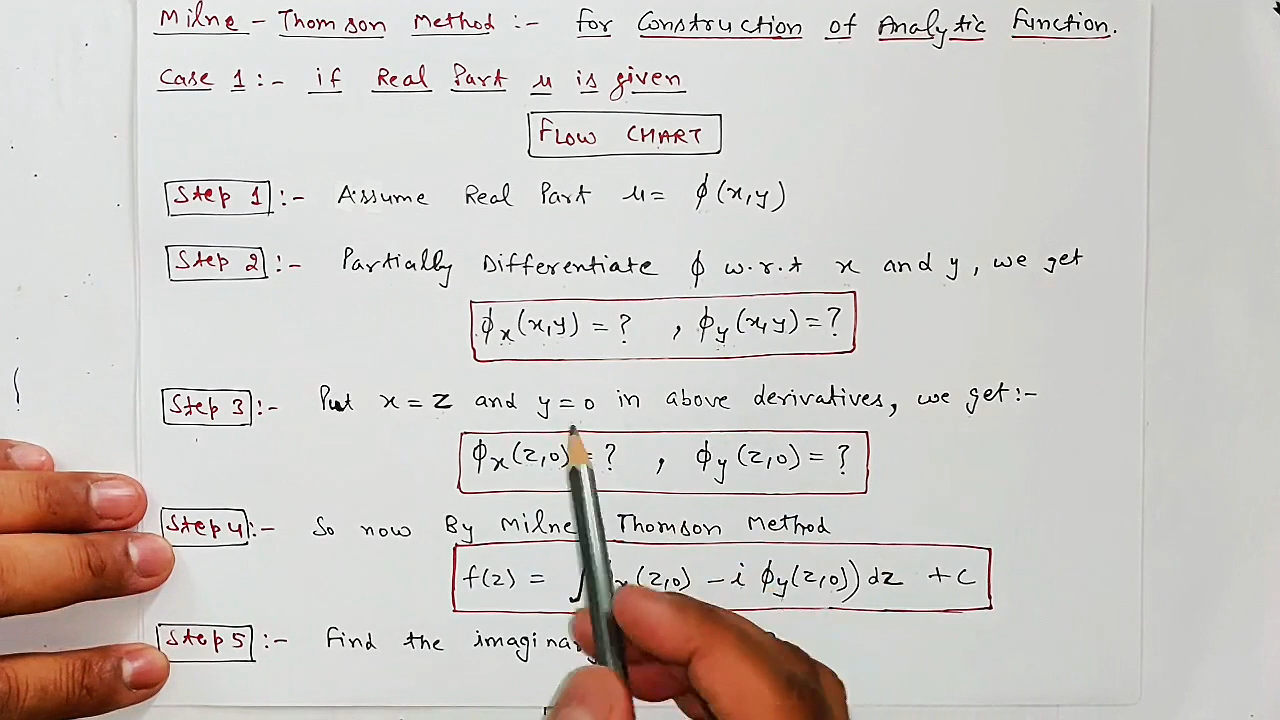 Milne - Thomson Method :- for Construction of Analytic Function.
Case 1 :- if Real Part u is given
FLOW CHART
Step 1 :- Assume Real Part u = ϕ(x,y)
Step 2 :- Partially Differentiate ϕ w.r.t x and y, we get
ϕx(x,y) = ? , ϕy(x,y) = ?
Step 3 :- Put x = z and y = 0 in above derivatives, we get :-
ϕx(z,0) = ? , ϕy(z,0) = ?
Step 4 :- So now By Milne Thomson Method
f(z) = ∫ x(z,0) - i ϕy(z,0)) dz + C
Step 5 :- Find the